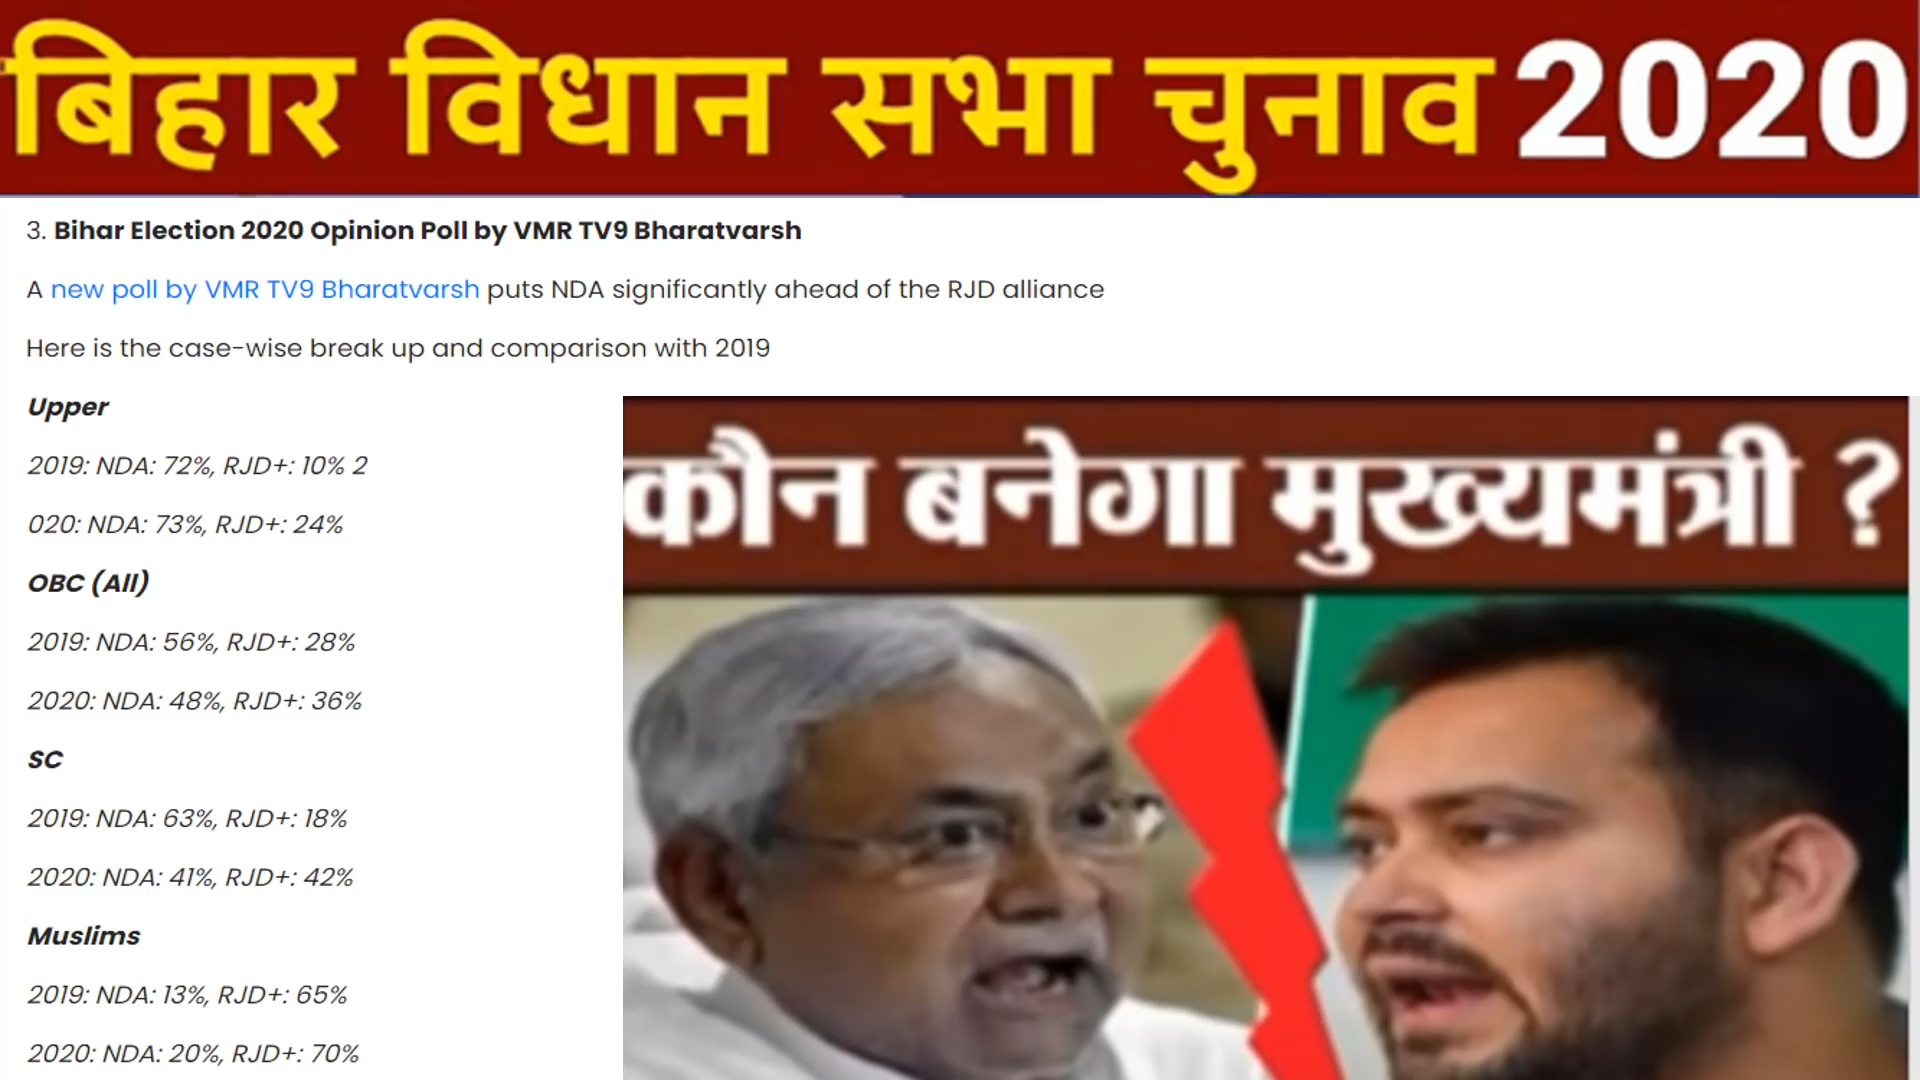 बिहार विधान सभा चुनाव 2020
3. Bihar Election 2020 Opinion Poll by VMR TV9 Bharatvarsh
A new poll by VMR TV9 Bharatvarsh puts NDA significantly ahead of the RJD alliance
Here is the case-wise break up and comparison with 2019
Upper
2019: NDA: 72%, RJD+: 10% 2
020: NDA: 73%, RJD+: 24%
OBC (All)
2019: NDA: 56%, RJD+: 28%
2020: NDA: 48%, RJD+: 36%
SC
2019: NDA: 63%, RJD+: 18%
2020: NDA: 41%, RJD+: 42%
Muslims
2019: NDA: 13%, RJD+: 65%
2020: NDA: 20%, RJD+: 70%
कौन बनेगा मुख्यमंत्री ?